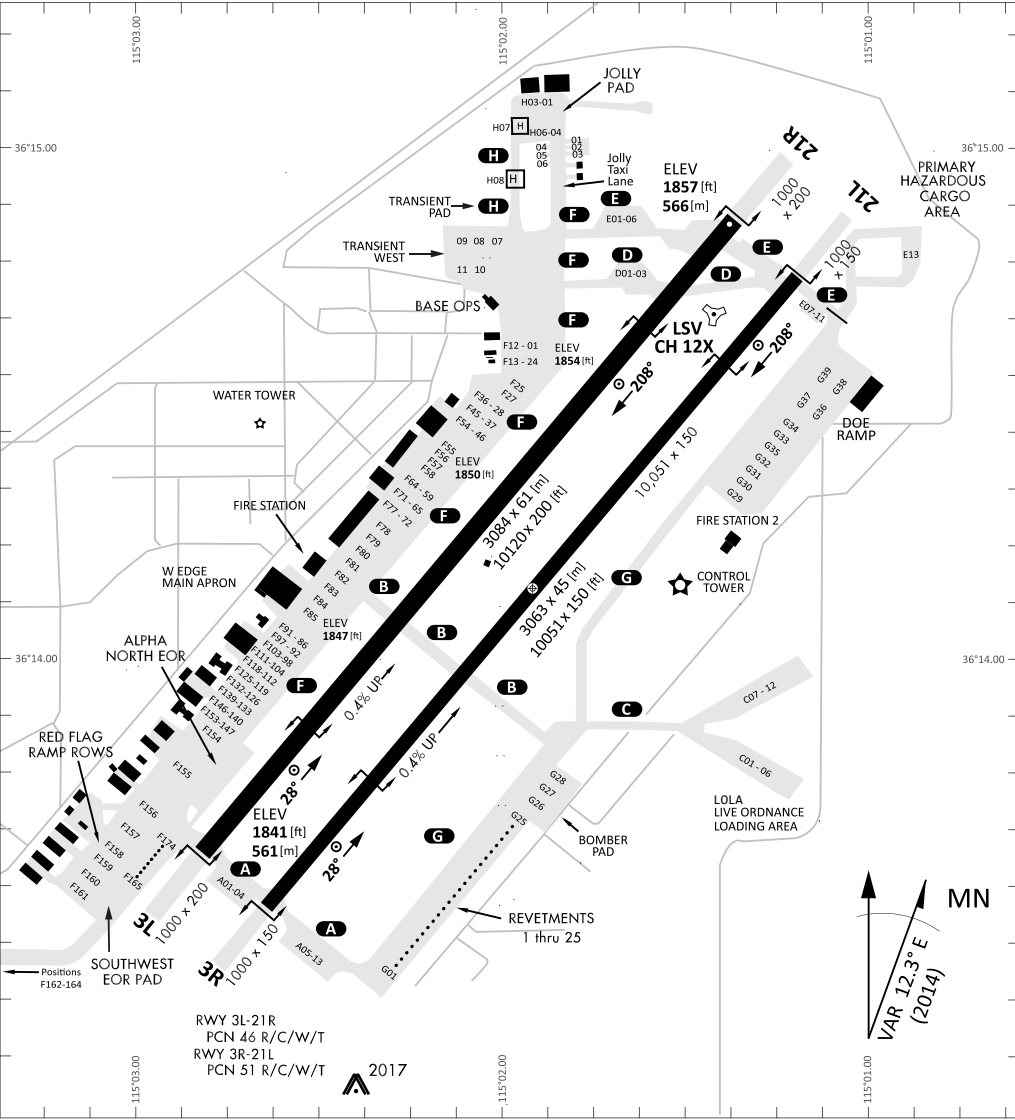 115°03.00
115°02.00
115°01.00
JOLLY
PAD
H03-01
H07
H
H06-04
04
05
06
01
02
03
H
H08
H
Jolly
Taxi
Lane
36°15.00
36°15.00
21R
21L
1000
x 200
1000
x 150
PRIMARY
HAZARDOUS
CARGO
AREA
ELEV
1857 [ft]
566 [m]
TRANSIENT
PAD
H
F
E
E01-06
TRANSIENT
WEST
09 08 07
11 10
F
D
D01-03
D
E
E13
E
E07-11
BASE OPS
F
LSV
CH 12X
208°
208°
F12 - 01
F13 - 24
ELEV
1854 [ft]
WATER TOWER
F25
F27
F36 - 28
F45 - 37
F54 - 46
F
F55
F56
F57
F58
ELEV
1850 [ft]
F64 - 59
F71 - 65
F77 - 72
F78
F79
F80
F81
F82
F83
F84
F85
F
G39
G38
G37
G36
G34
G33
G35
G32
G31
G30
G29
DOE
RAMP
10,051 x 150
3084 x 61 [m]
10120 x 200 [ft]
FIRE STATION
FIRE STATION 2
W EDGE
MAIN APRON
B
G
CONTROL
TOWER
3063 x 45 [m]
10051 x 150 [ft]
ELEV
1847 [ft]
B
F91 - 86
F97 - 92
F103-98
F111-104
F118-112
F125-119
F132-126
F139-133
F146-140
F153-147
F154
ALPHA
NORTH EOR
36°14.00
36°14.00
F
B
C
C07 - 12
C01 - 06
0.4% UP
0.4% UP
RED FLAG
RAMP ROWS
F155
F156
F157
F158
F159
F160
F161
F174
F165
28°
28°
ELEV
1841 [ft]
561 [m]
G28
G27
G26
G25
LOLA
LIVE ORDNANCE
LOADING AREA
G
BOMBER
PAD
A
A01-04
3L
1000 x 200
A
A05-13
3R
1000 x 150
G01
REVETMENTS
1 thru 25
SOUTHWEST
EOR PAD
Positions
F162-164
MN
VAR 12.3° E
(2014)
RWY 3L-21R
PCN 46 R/C/W/T
RWY 3R-21L
PCN 51 R/C/W/T
2017
115°03.00
115°02.00
115°01.00